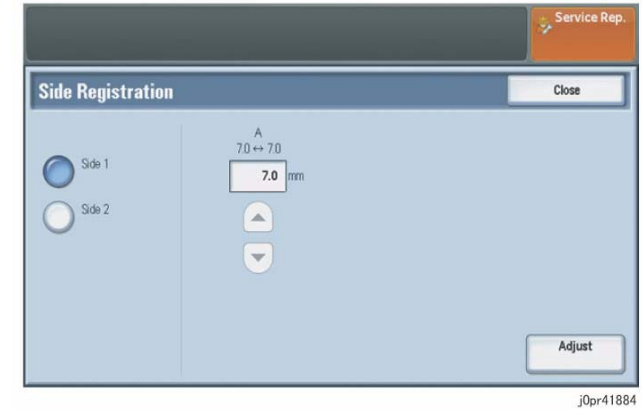 Service Rep.
Side Registration
Close
A
7.0 ↔ 7.0
Side 1
7.0 mm
Side 2
Adjust
j0pr41884